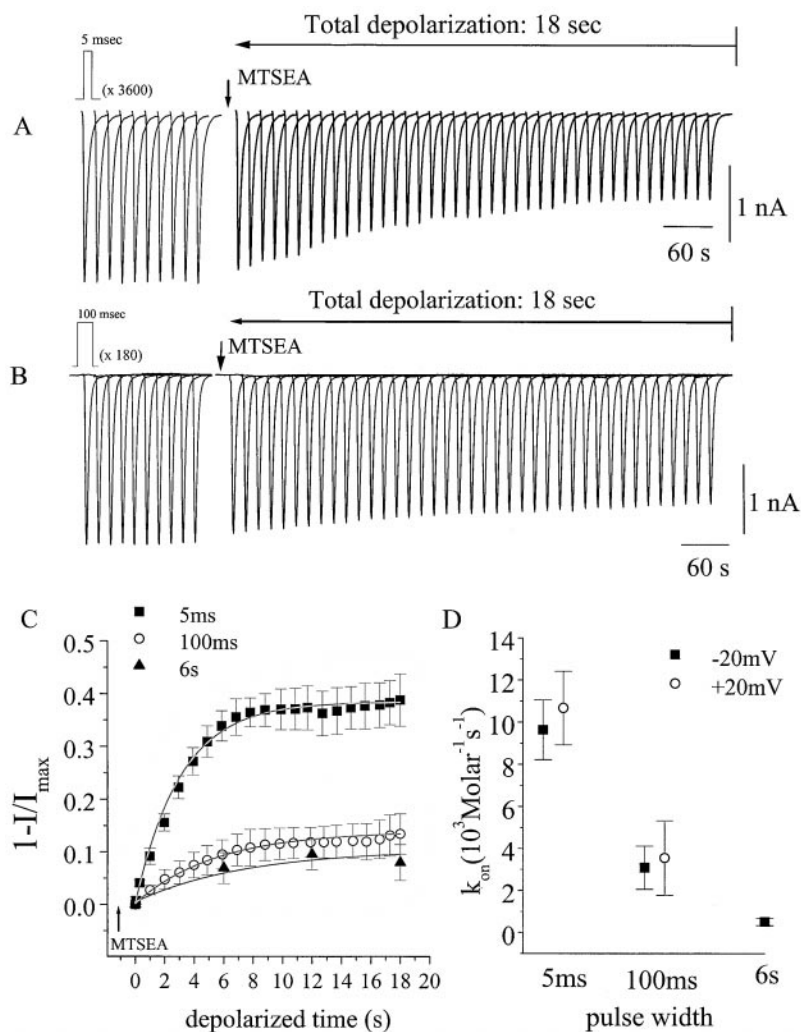 Total depolarization: 18 sec
5 msec
(x 3600)
MTSEA
A
1 nA
60 s
Total depolarization: 18 sec
100 msec
(x 180)
MTSEA
B
1 nA
60 s
C
5ms
100ms
6s
0.5
0.4
0.3
0.2
0.1
0.0
1-I/Imax
MTSEA
0 2 4 6 8 10 12 14 16 18 20
depolarized time (s)
D
-20mV
+20mV
14
12
10
8
6
4
2
0
kon(10³Molar⁻¹s⁻¹)
5ms 100ms 6s
pulse width